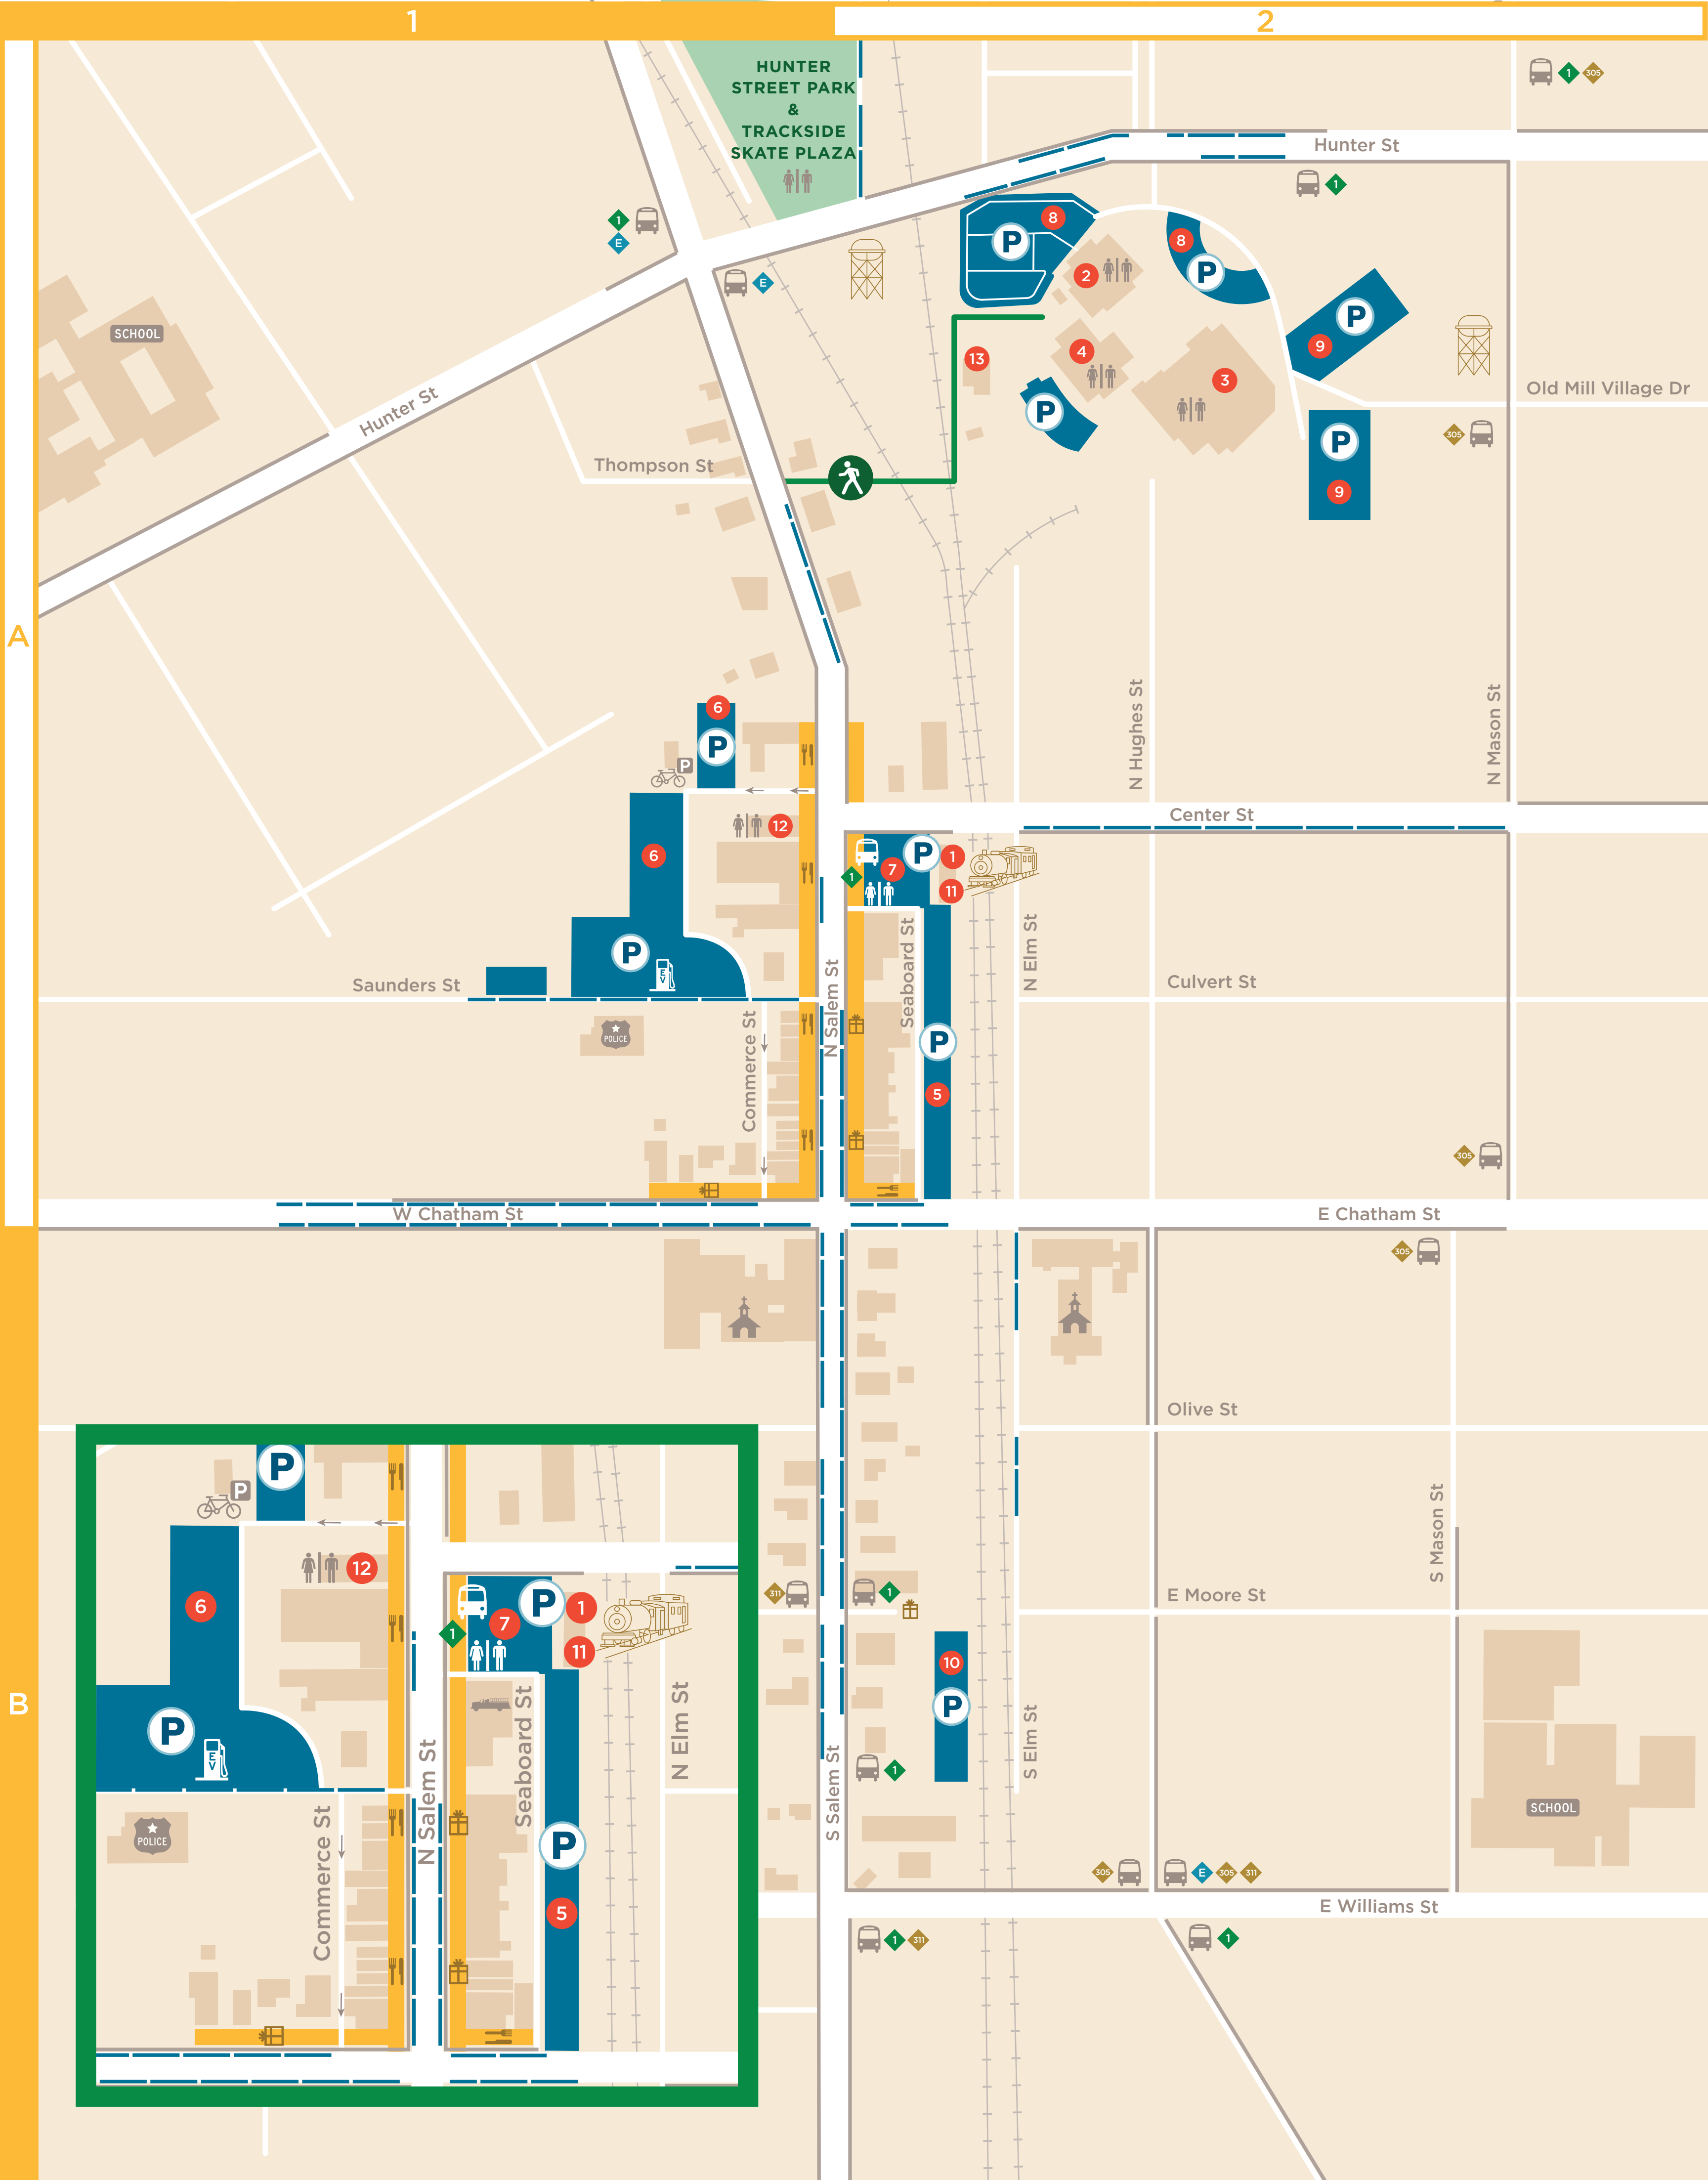 1
2
A
B
HUNTER
STREET PARK
&
TRACKSIDE
SKATE PLAZA
1
305
Hunter St
1
1
E
E
8
P
2
8
P
P
9
SCHOOL
13
4
3
Old Mill Village Dr
P
305
P
9
Hunter St
Thompson St
N Hughes St
N Mason St
6
P
P
12
6
Center St
P
1
7
1
11
P
EV
Saunders St
N Salem St
Seaboard St
N Elm St
Culvert St
POLICE
Commerce St
P
5
305
W Chatham St
E Chatham St
305
Olive St
S Mason St
P
P
12
6
P
1
7
1
11
P
EV
N Salem St
Seaboard St
N Elm St
POLICE
Commerce St
P
5
311
1
E Moore St
10
P
S Elm St
S Salem St
1
SCHOOL
305
E
305
311
E Williams St
1
311
1